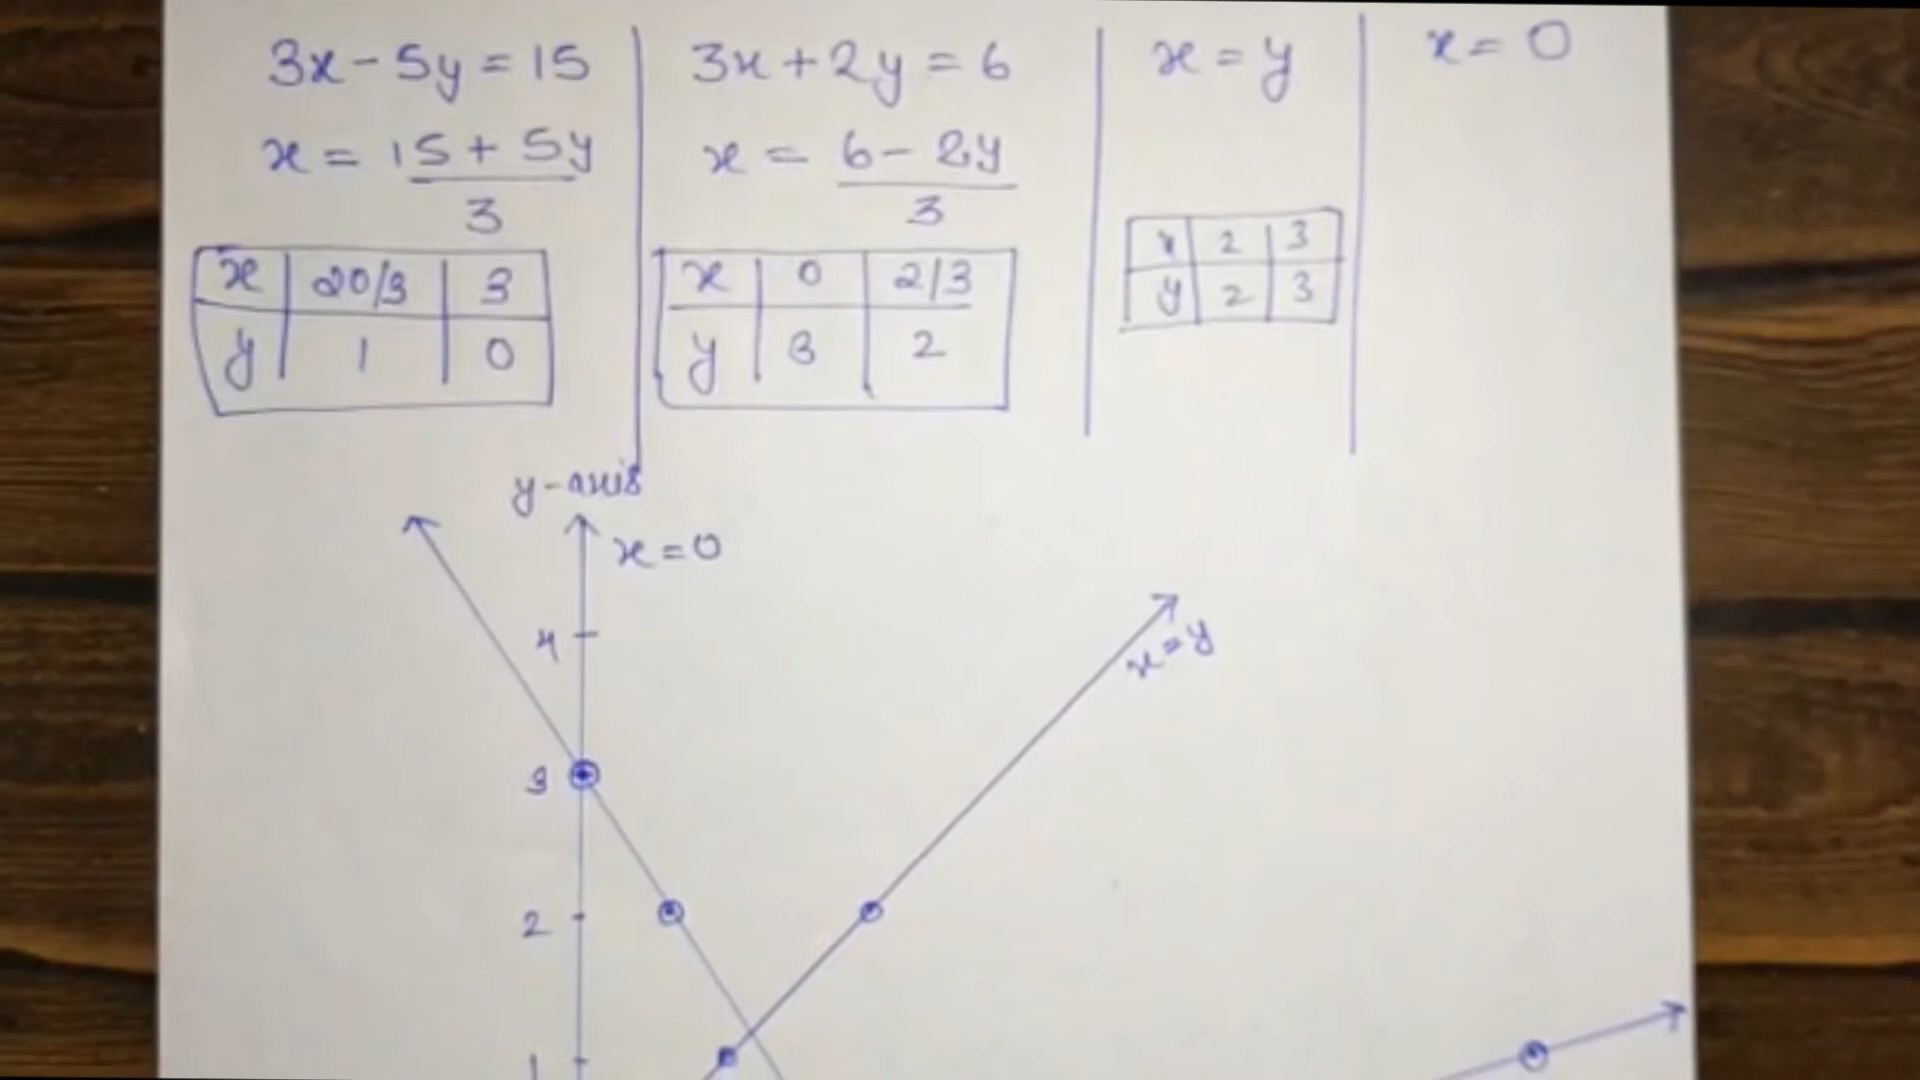 3x - 5y = 15
x = 15 + 5y
3
x 20/3 3
y 1 0
3x + 2y = 6
x = 6 - 2y
3
x 0 2/3
y 3 2
x = y
x 2 3
y 2 3
x = 0
y-axis
x = 0
4
x = y
3
2
1